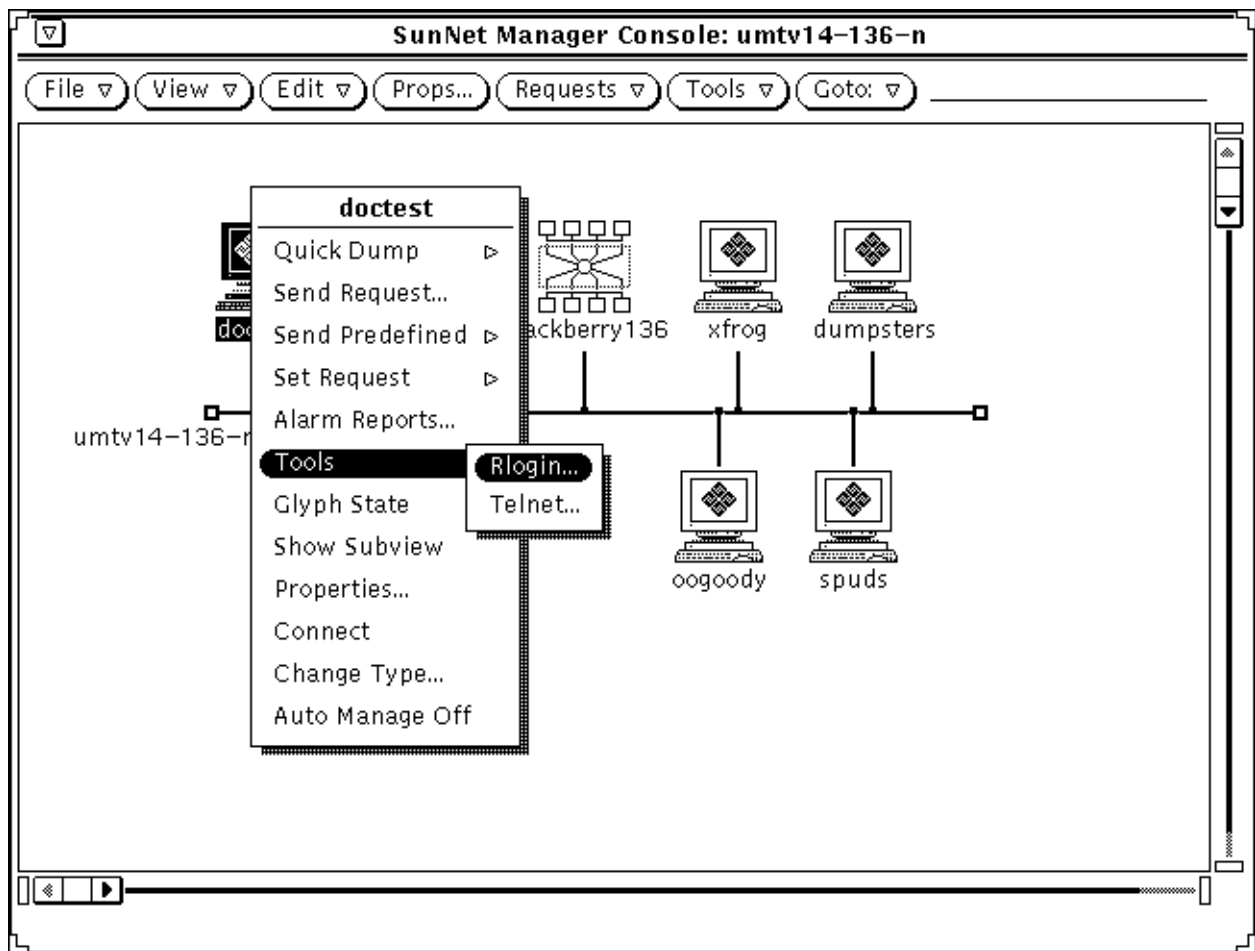 SunNet Manager Console: umtv14-136-n
File View Edit Props... Requests Tools Goto:
doctest
Quick Dump
Send Request...
Send Predefined
Set Request
Alarm Reports...
Tools
Glyph State
Show Subview
Properties...
Connect
Change Type...
Auto Manage Off
Rlogin...
Telnet...
ackberry136 xfrog dumpsters
umtv14-136-n
oogoody spuds